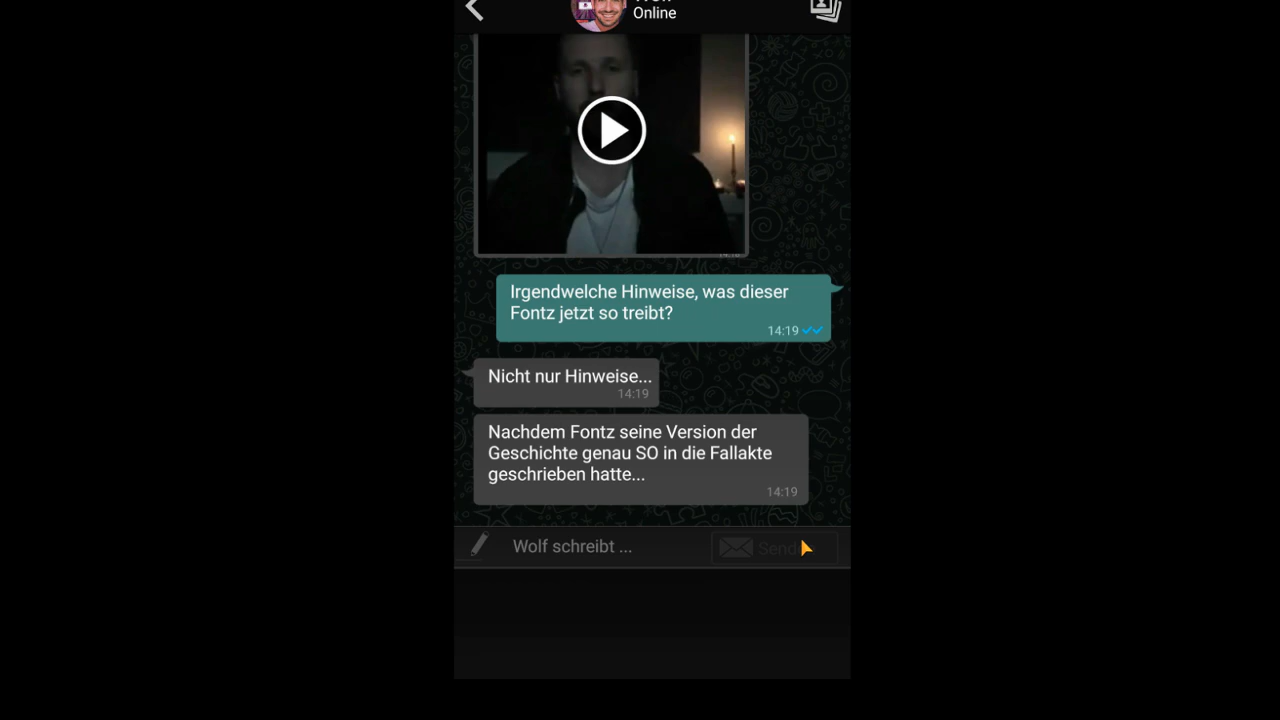 Online
Irgendwelche Hinweise, was dieser
Fontz jetzt so treibt?
14:19
Nicht nur Hinweise...
14:19
Nachdem Fontz seine Version der
Geschichte genau SO in die Fallakte
geschrieben hatte...
14:19
Wolf schreibt ...
Send